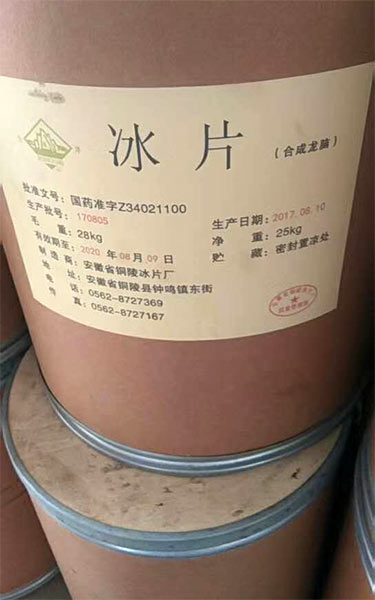 冰片 (合成龙脑)
批准文号: 国药准字Z34021100
生产批号: 170805 生产日期: 2017.08.10
毛 重: 28kg 净 重: 25kg
有效期至: 2020年08月09日 贮 藏: 密封置凉处
制造商: 安徽省铜陵冰片厂
地 址: 安徽省铜陵县钟鸣镇东街
电 话: 0562-8727369
传 真: 0562-8727167